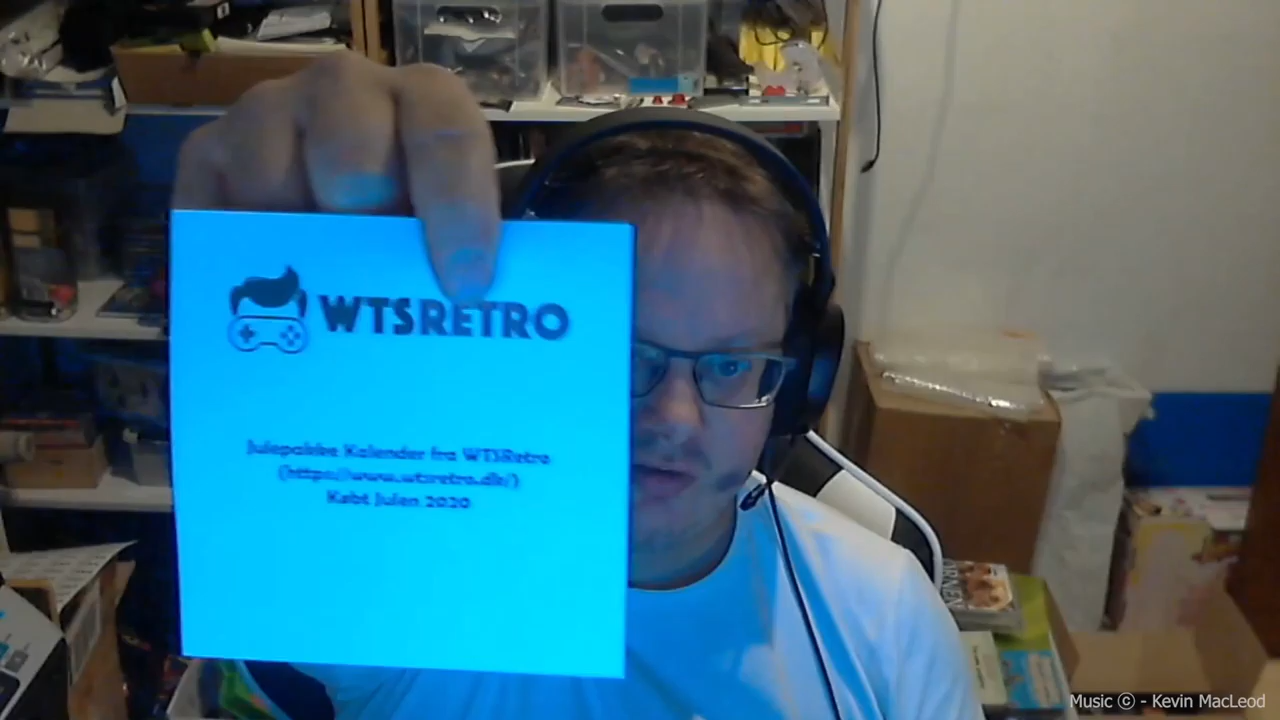 WTSRETRO
Julepakke Kalender fra WTSRetro
(https://www.wtsretro.dk/)
Købt Julen 2020
Music © - Kevin MacLeod